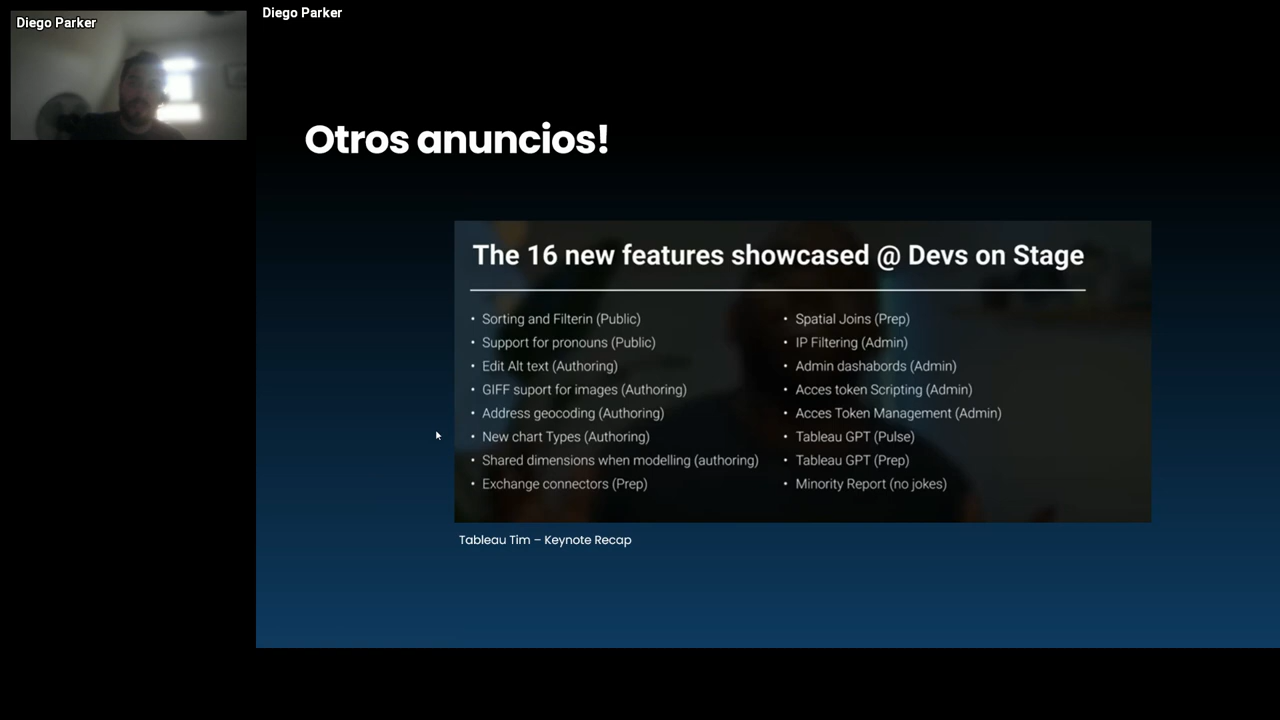 Diego Parker
Diego Parker
Otros anuncios!
The 16 new features showcased @ Devs on Stage
• Sorting and Filterin (Public)
• Support for pronouns (Public)
• Edit Alt text (Authoring)
• GIFF suport for images (Authoring)
• Address geocoding (Authoring)
• New chart Types (Authoring)
• Shared dimensions when modelling (authoring)
• Exchange connectors (Prep)
• Spatial Joins (Prep)
• IP Filtering (Admin)
• Admin dashabords (Admin)
• Acces token Scripting (Admin)
• Acces Token Management (Admin)
• Tableau GPT (Pulse)
• Tableau GPT (Prep)
• Minority Report (no jokes)
Tableau Tim – Keynote Recap